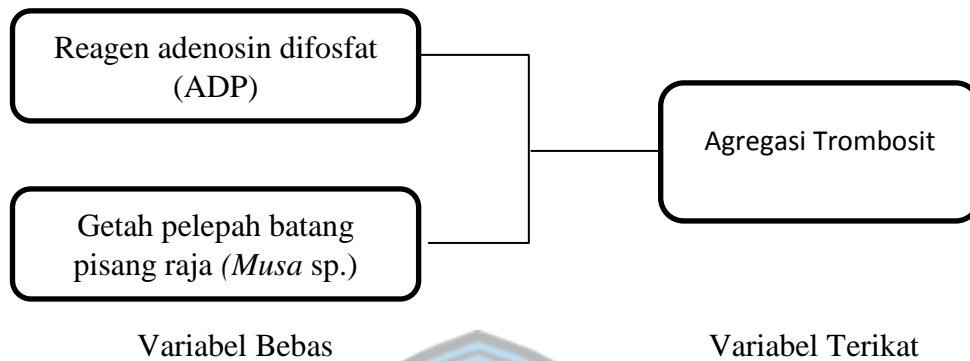 Reagen adenosin difosfat
(ADP)
Agregasi Trombosit
Getah pelepah batang
pisang raja (Musa sp.)
Variabel Bebas
Variabel Terikat